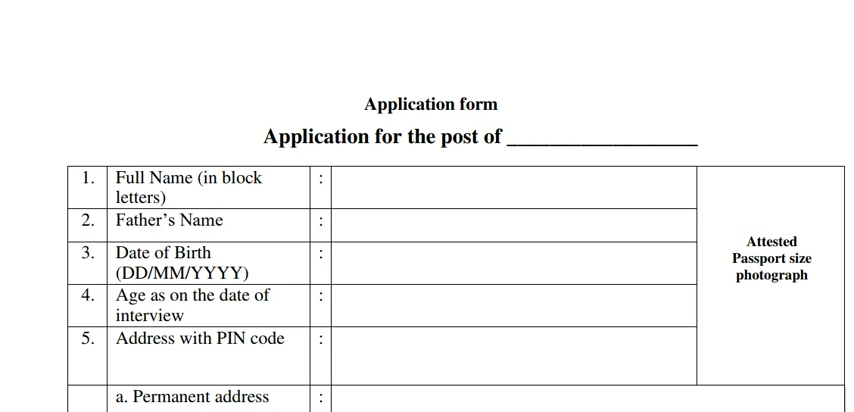 Application form
Application for the post of __________________
1. Full Name (in block :
letters)
2. Father’s Name :
3. Date of Birth :
(DD/MM/YYYY)
4. Age as on the date of :
interview
5. Address with PIN code :
Attested
Passport size
photograph
a. Permanent address :